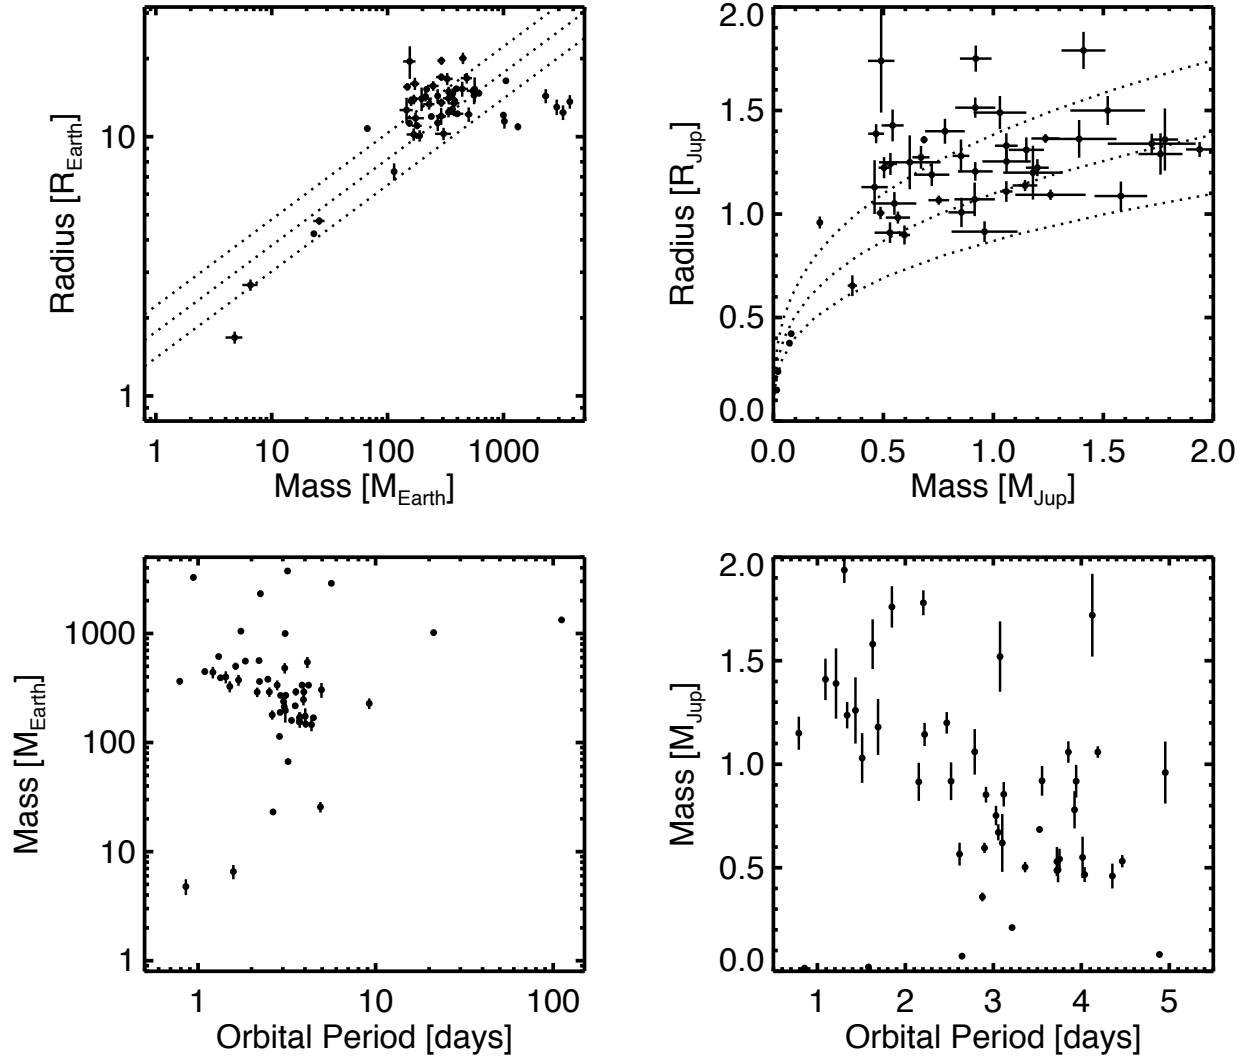 10
1
Radius [R_Earth]
1 10 100 1000
Mass [M_Earth]
2.0
1.5
1.0
0.5
0.0
Radius [R_Jup]
0.0 0.5 1.0 1.5 2.0
Mass [M_Jup]
1000
100
10
1
Mass [M_Earth]
1 10 100
Orbital Period [days]
2.0
1.5
1.0
0.5
0.0
Mass [M_Jup]
1 2 3 4 5
Orbital Period [days]